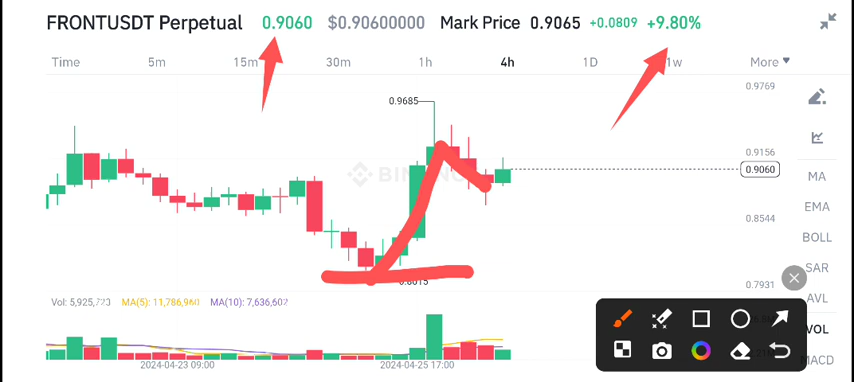 FRONTUSDT Perpetual 0.9060 $0.90600000 Mark Price 0.9065 +0.0809 +9.80%
Time 5m 15m 30m 1h 4h 1D 1w More
0.9769
0.9685
0.9156
0.9060
MA
EMA
0.8544
BOLL
SAR
0.7931
AVL
Vol: 5,925,723 MA(5): 11,786,960 MA(10): 7,636,602
VOL
MACD
2024-04-23 09:00 2024-04-25 17:00